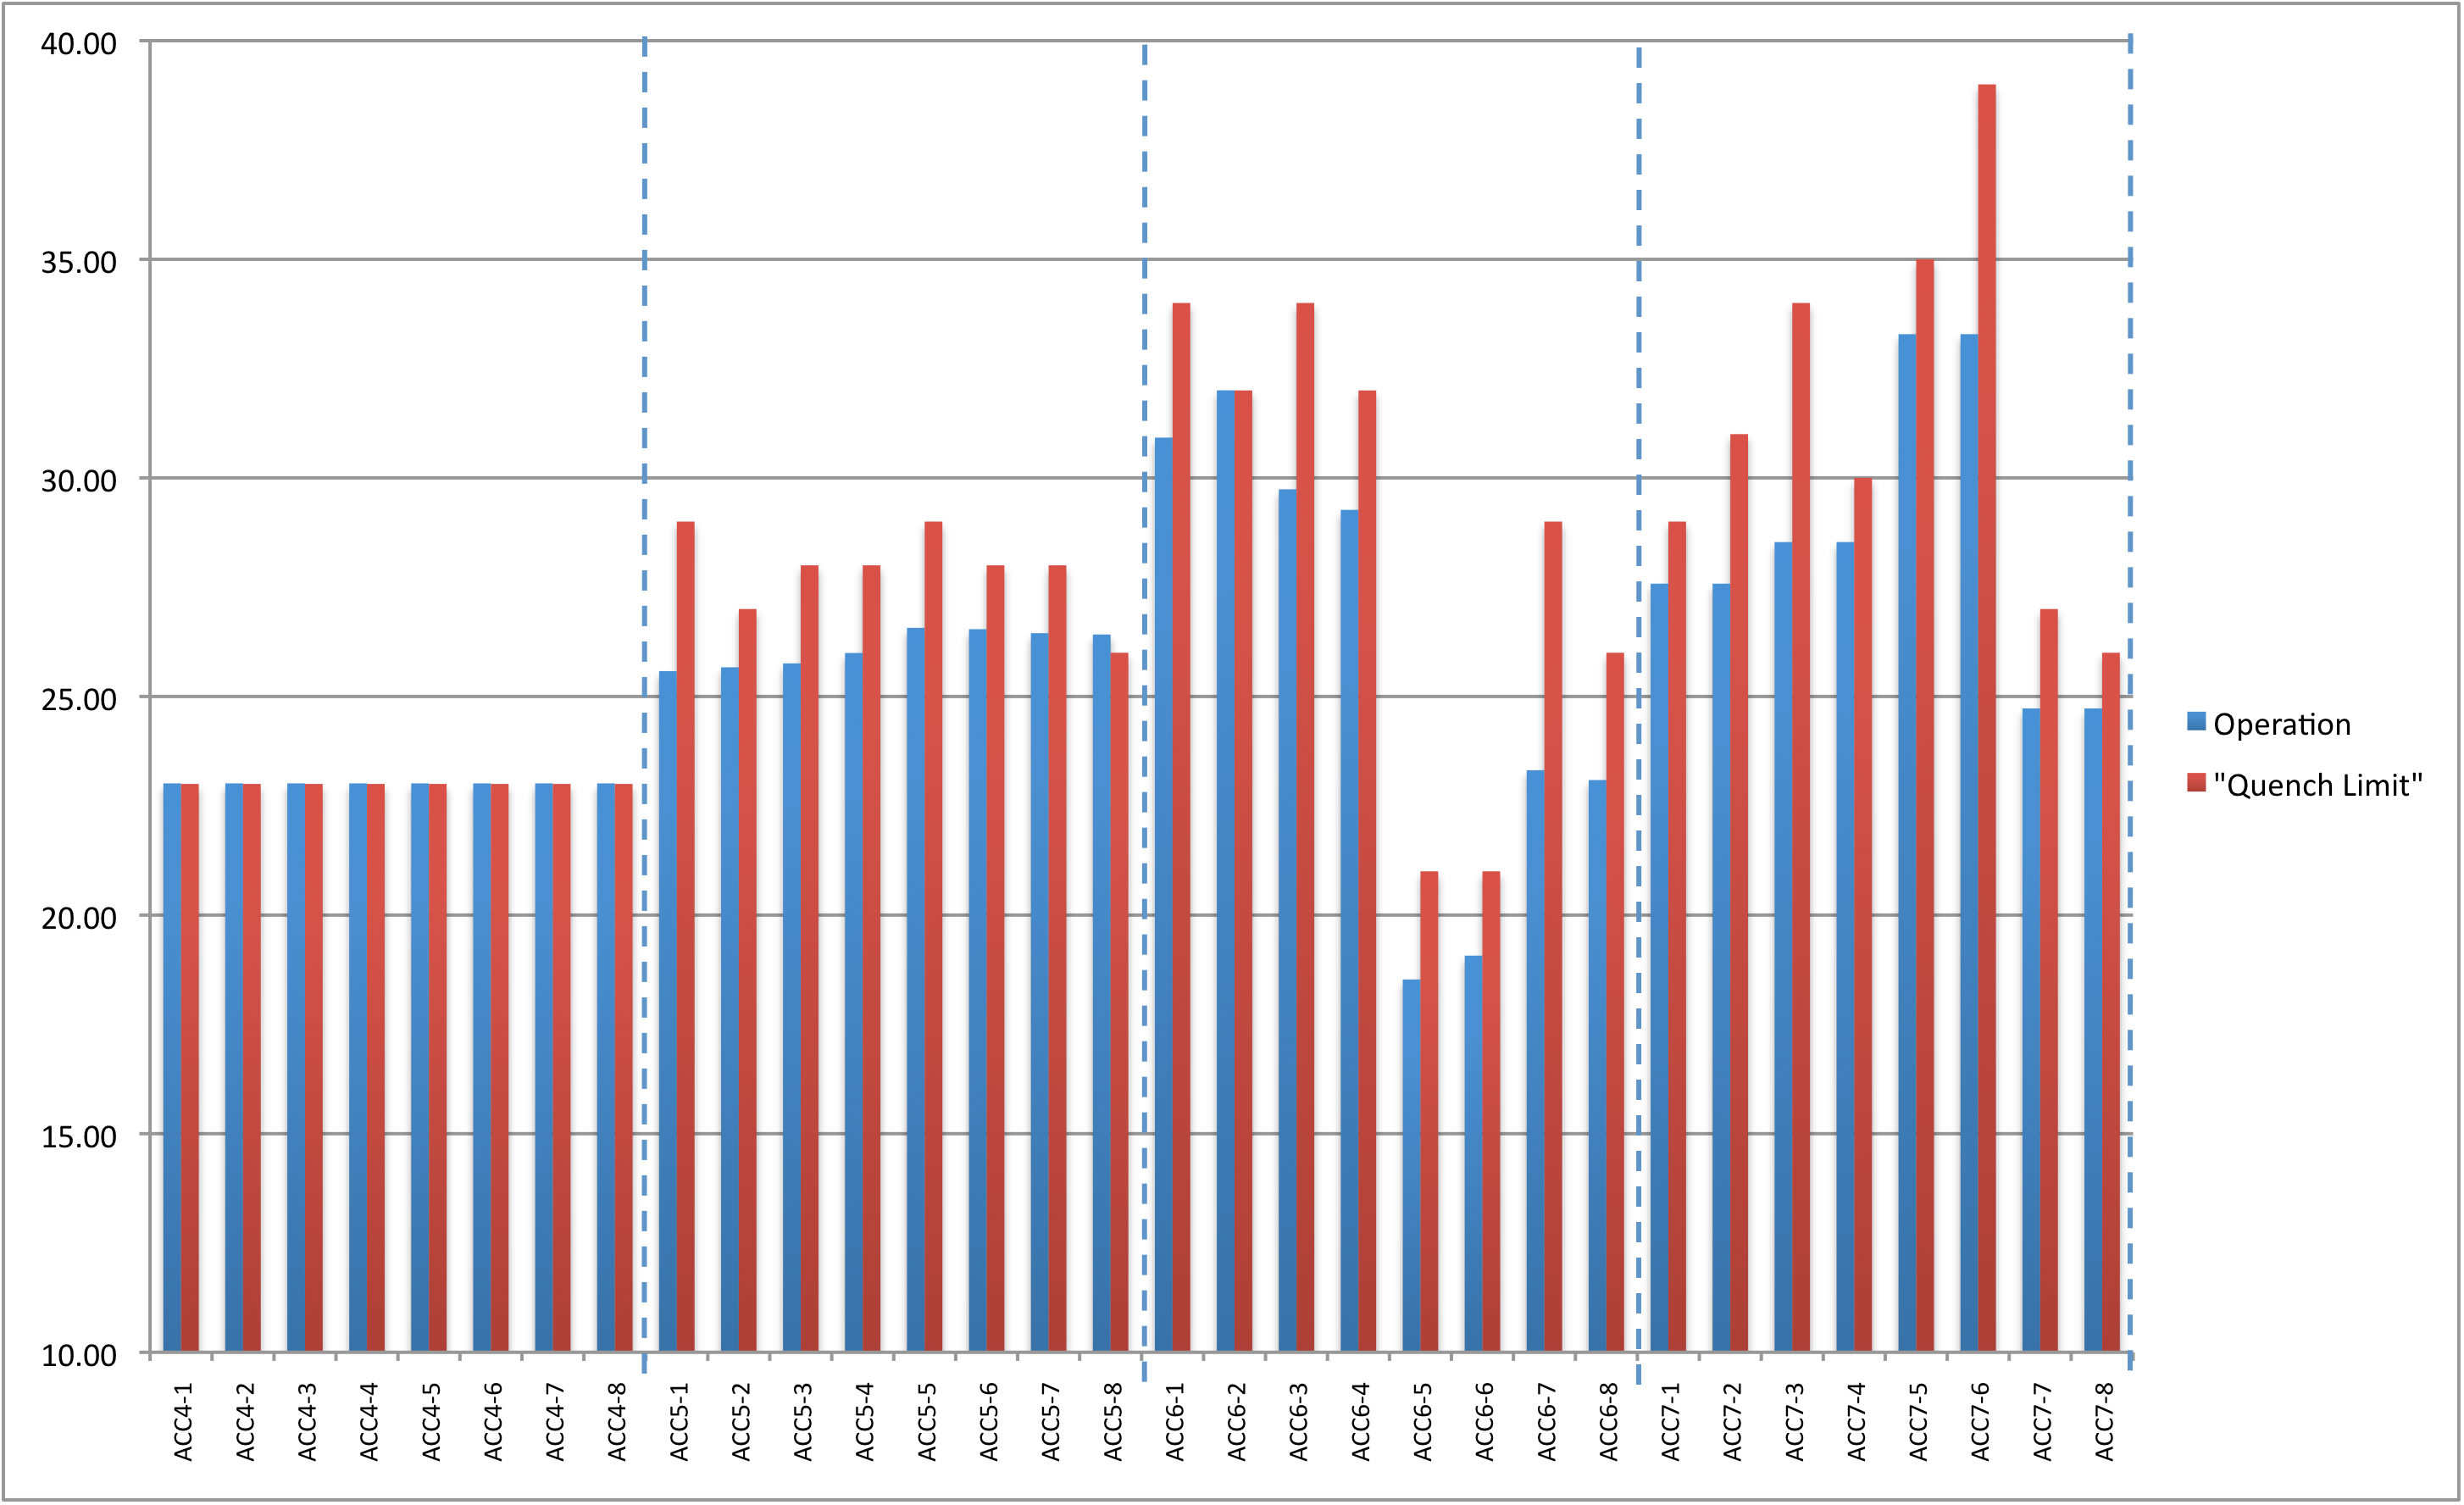 40.00
35.00
30.00
25.00
20.00
15.00
10.00
ACC4-1
ACC4-2
ACC4-3
ACC4-4
ACC4-5
ACC4-6
ACC4-7
ACC4-8
ACC5-1
ACC5-2
ACC5-3
ACC5-4
ACC5-5
ACC5-6
ACC5-7
ACC5-8
ACC6-1
ACC6-2
ACC6-3
ACC6-4
ACC6-5
ACC6-6
ACC6-7
ACC6-8
ACC7-1
ACC7-2
ACC7-3
ACC7-4
ACC7-5
ACC7-6
ACC7-7
ACC7-8
Operation
"Quench Limit"